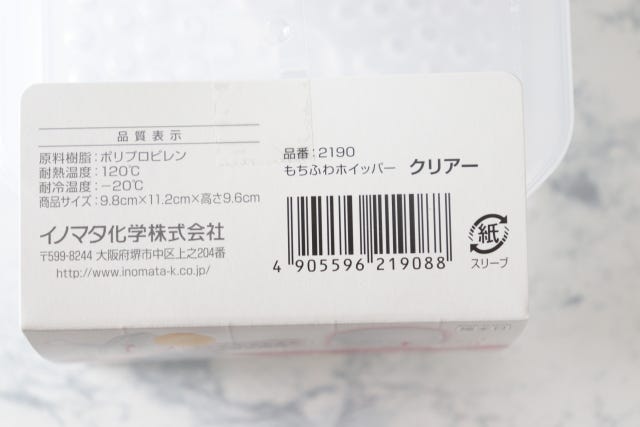 品質表示
原料樹脂:ポリプロピレン
耐熱温度:120℃
耐冷温度:−20℃
商品サイズ:9.8cm×11.2cm×高さ9.6cm
イノマタ化学株式会社
〒599-8244 大阪府堺市中区上之204番
http://www.inomata-k.co.jp/
品番:2190
もちふわホイッパー クリアー
4 905596 219088
紙
スリーブ